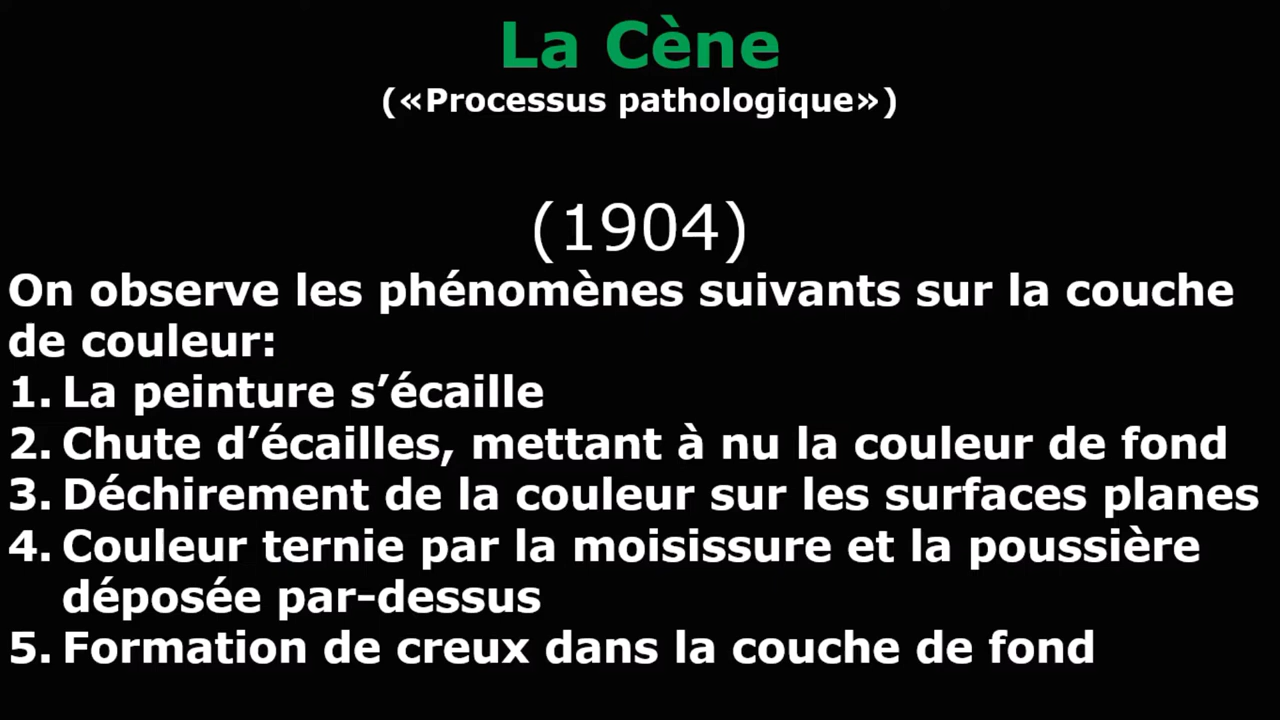 La Cène
(«Processus pathologique»)
(1904)
On observe les phénomènes suivants sur la couche
de couleur:
1. La peinture s’écaille
2. Chute d’écailles, mettant à nu la couleur de fond
3. Déchirement de la couleur sur les surfaces planes
4. Couleur ternie par la moisissure et la poussière
déposée par-dessus
5. Formation de creux dans la couche de fond